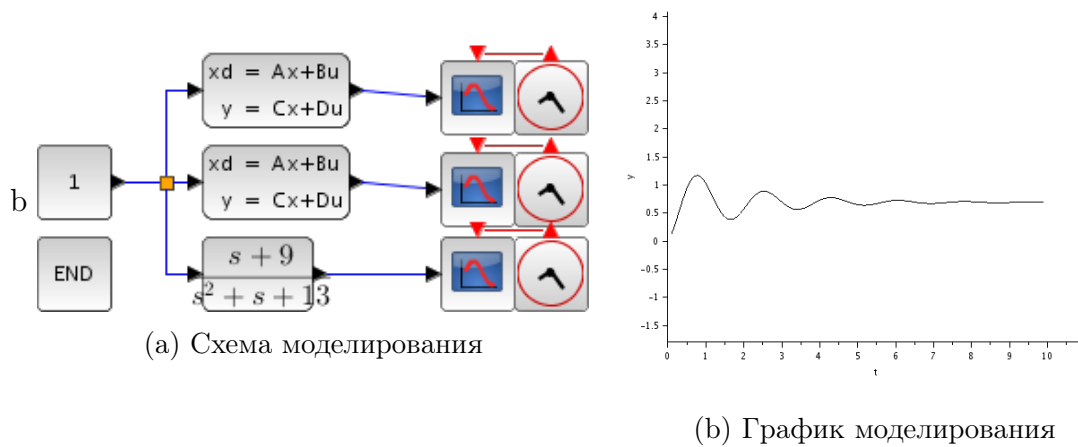 xd = Ax+Bu
y = Cx+Du
xd = Ax+Bu
y = Cx+Du
b
1
END
s + 9
s² + s + 13
(a) Схема моделирования
4
3.5
3
2.5
2
1.5
1
0.5
0
-0.5
-1
-1.5
y
0 1 2 3 4 5 6 7 8 9 10
t
(b) График моделирования